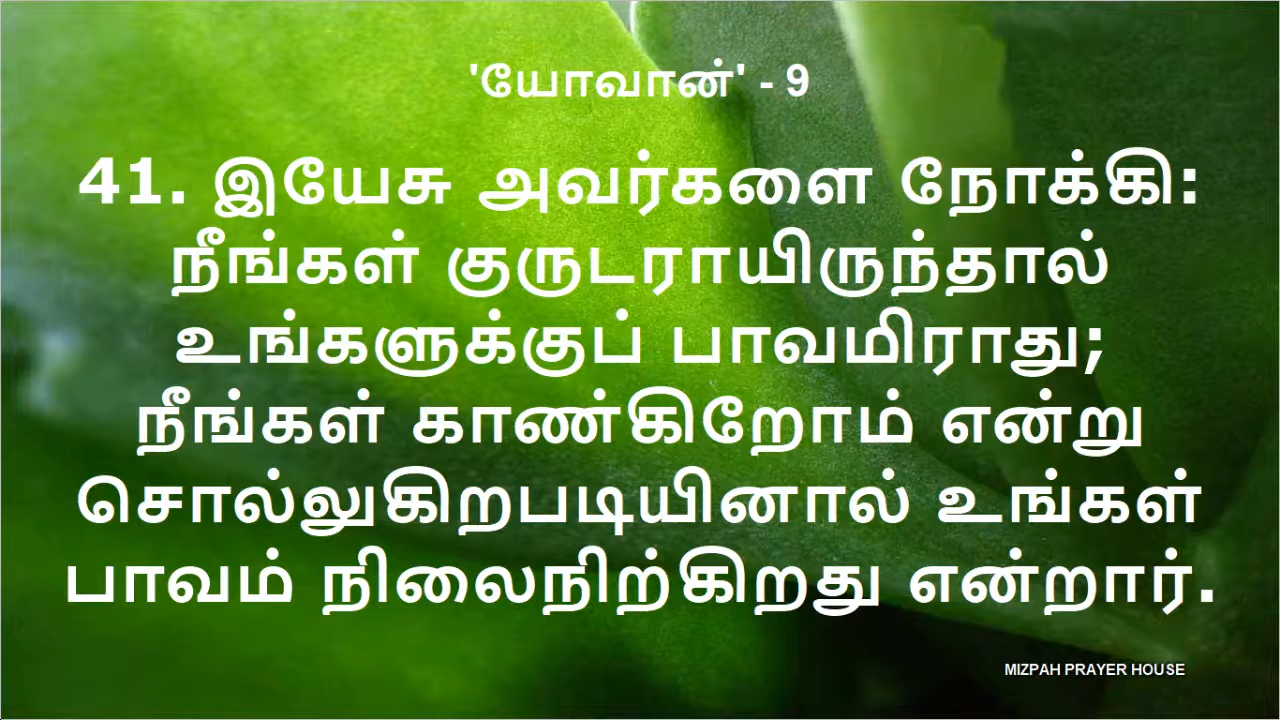 'யோவான்' - 9
41. இயேசு அவர்களை நோக்கி:
நீங்கள் குருடராயிருந்தால்
உங்களுக்குப் பாவமிராது;
நீங்கள் காண்கிறோம் என்று
சொல்லுகிறபடியினால் உங்கள்
பாவம் நிலைநிற்கிறது என்றார்.
MIZPAH PRAYER HOUSE